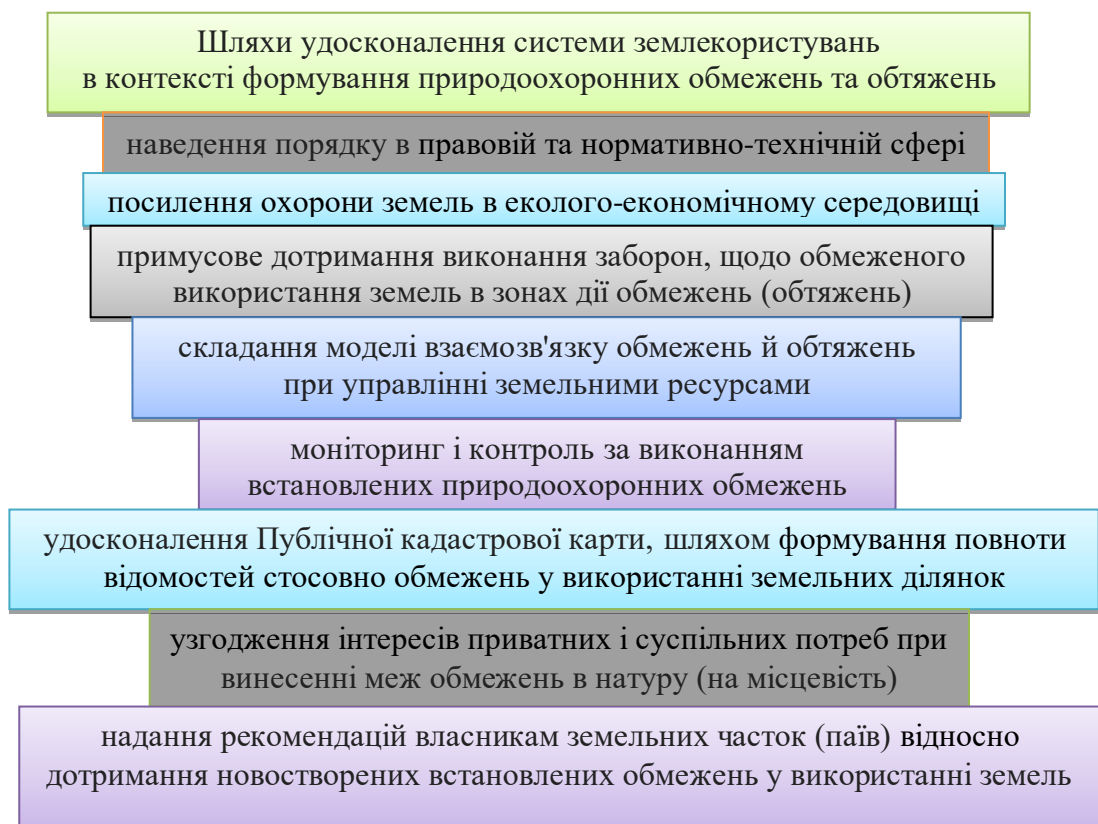 Шляхи удосконалення системи землекористувань
в контексті формування природоохоронних обмежень та обтяжень
наведення порядку в правовій та нормативно-технічній сфері
посилення охорони земель в еколого-економічному середовищі
примусове дотримання виконання заборон, щодо обмеженого
використання земель в зонах дії обмежень (обтяжень)
складання моделі взаємозв'язку обмежень й обтяжень
при управлінні земельними ресурсами
моніторинг і контроль за виконанням
встановлених природоохоронних обмежень
удосконалення Публічної кадастрової карти, шляхом формування повноти
відомостей стосовно обмежень у використанні земельних ділянок
узгодження інтересів приватних і суспільних потреб при
винесенні меж обмежень в натуру (на місцевість)
надання рекомендацій власникам земельних часток (паїв) відносно
дотримання новостворених встановлених обмежень у використанні земель